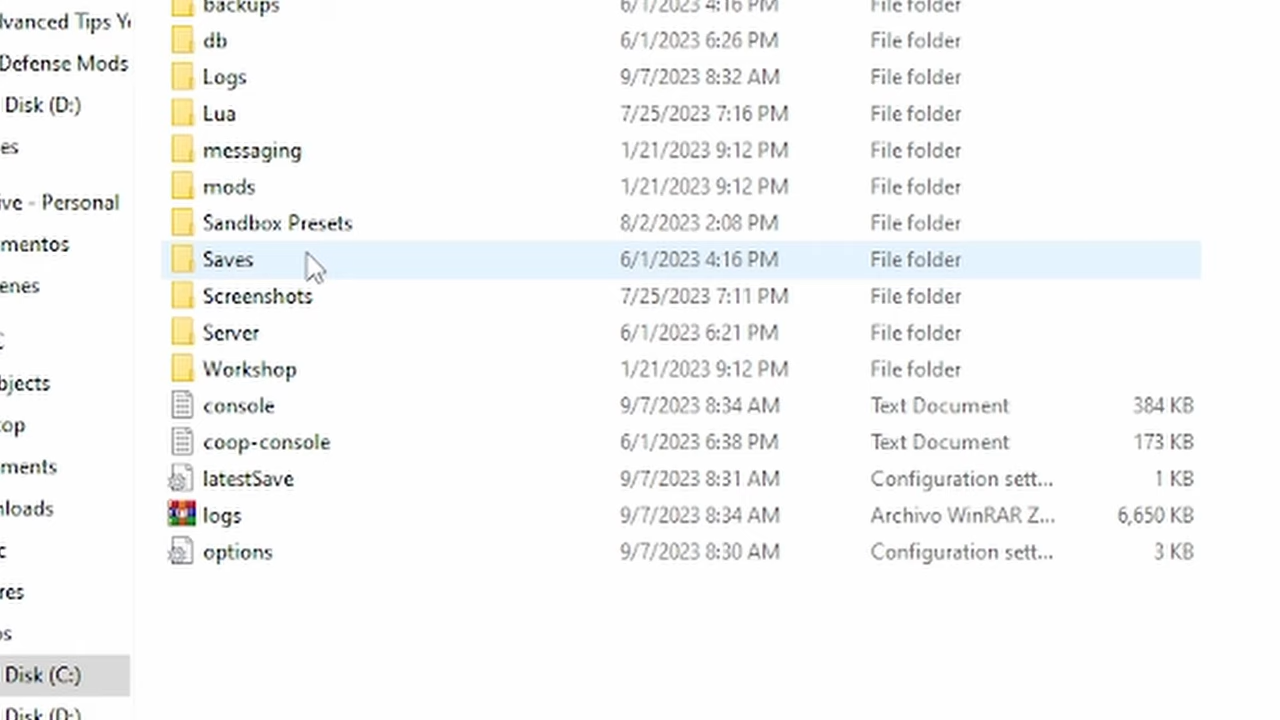 dvanced Tips Y
Defense Mods
Disk (D:)
es
ive - Personal
mentos
enes
C
bjects
op
ments
nloads
c
res
os
Disk (C:)
Disk (D:)
backups 6/1/2023 4:16 PM File folder
db 6/1/2023 6:26 PM File folder
Logs 9/7/2023 8:32 AM File folder
Lua 7/25/2023 7:16 PM File folder
messaging 1/21/2023 9:12 PM File folder
mods 1/21/2023 9:12 PM File folder
Sandbox Presets 8/2/2023 2:08 PM File folder
Saves 6/1/2023 4:16 PM File folder
Screenshots 7/25/2023 7:11 PM File folder
Server 6/1/2023 6:21 PM File folder
Workshop 1/21/2023 9:12 PM File folder
console 9/7/2023 8:34 AM Text Document 384 KB
coop-console 6/1/2023 6:38 PM Text Document 173 KB
latestSave 9/7/2023 8:31 AM Configuration sett... 1 KB
logs 9/7/2023 8:34 AM Archivo WinRAR Z... 6,650 KB
options 9/7/2023 8:30 AM Configuration sett... 3 KB